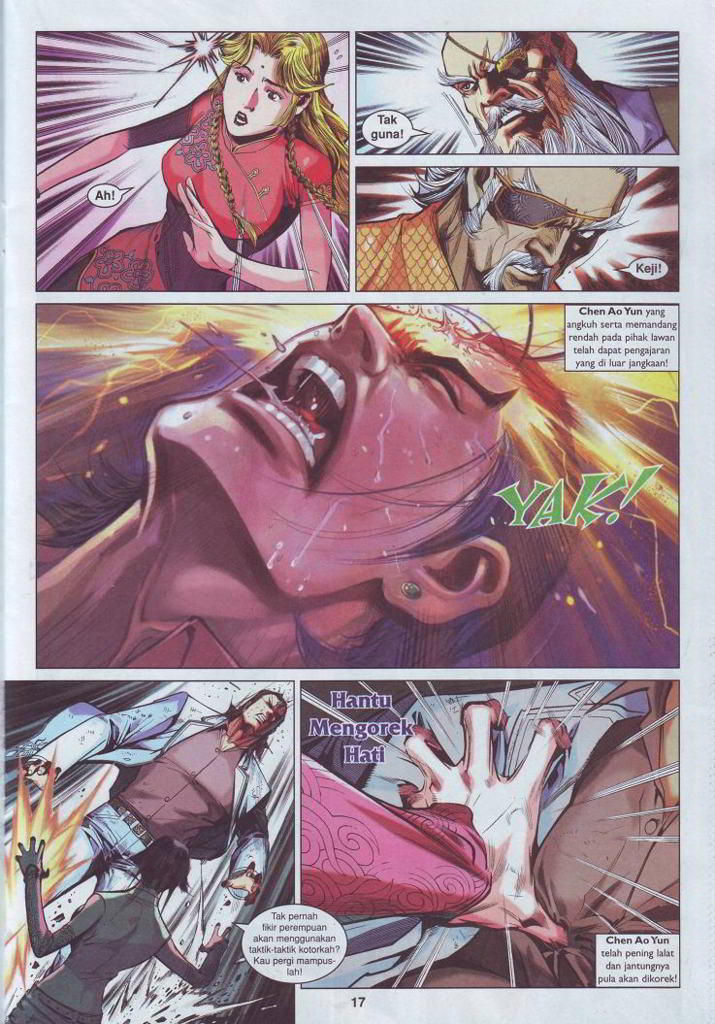 Ah!
Tak
guna!
Keji!
Chen Ao Yun yang
angkuh serta memandang
rendah pada pihak lawan
telah dapat pengajaran
yang di luar jangkaan!
YAK!
Tak pernah
fikir perempuan
akan menggunakan
taktik-taktik kotorkah?
Kau pergi mampus-
lah!
Hantu
Mengorek
Hati
Chen Ao Yun
telah pening lalat
dan jantungnya
pula akan dikorek!
17